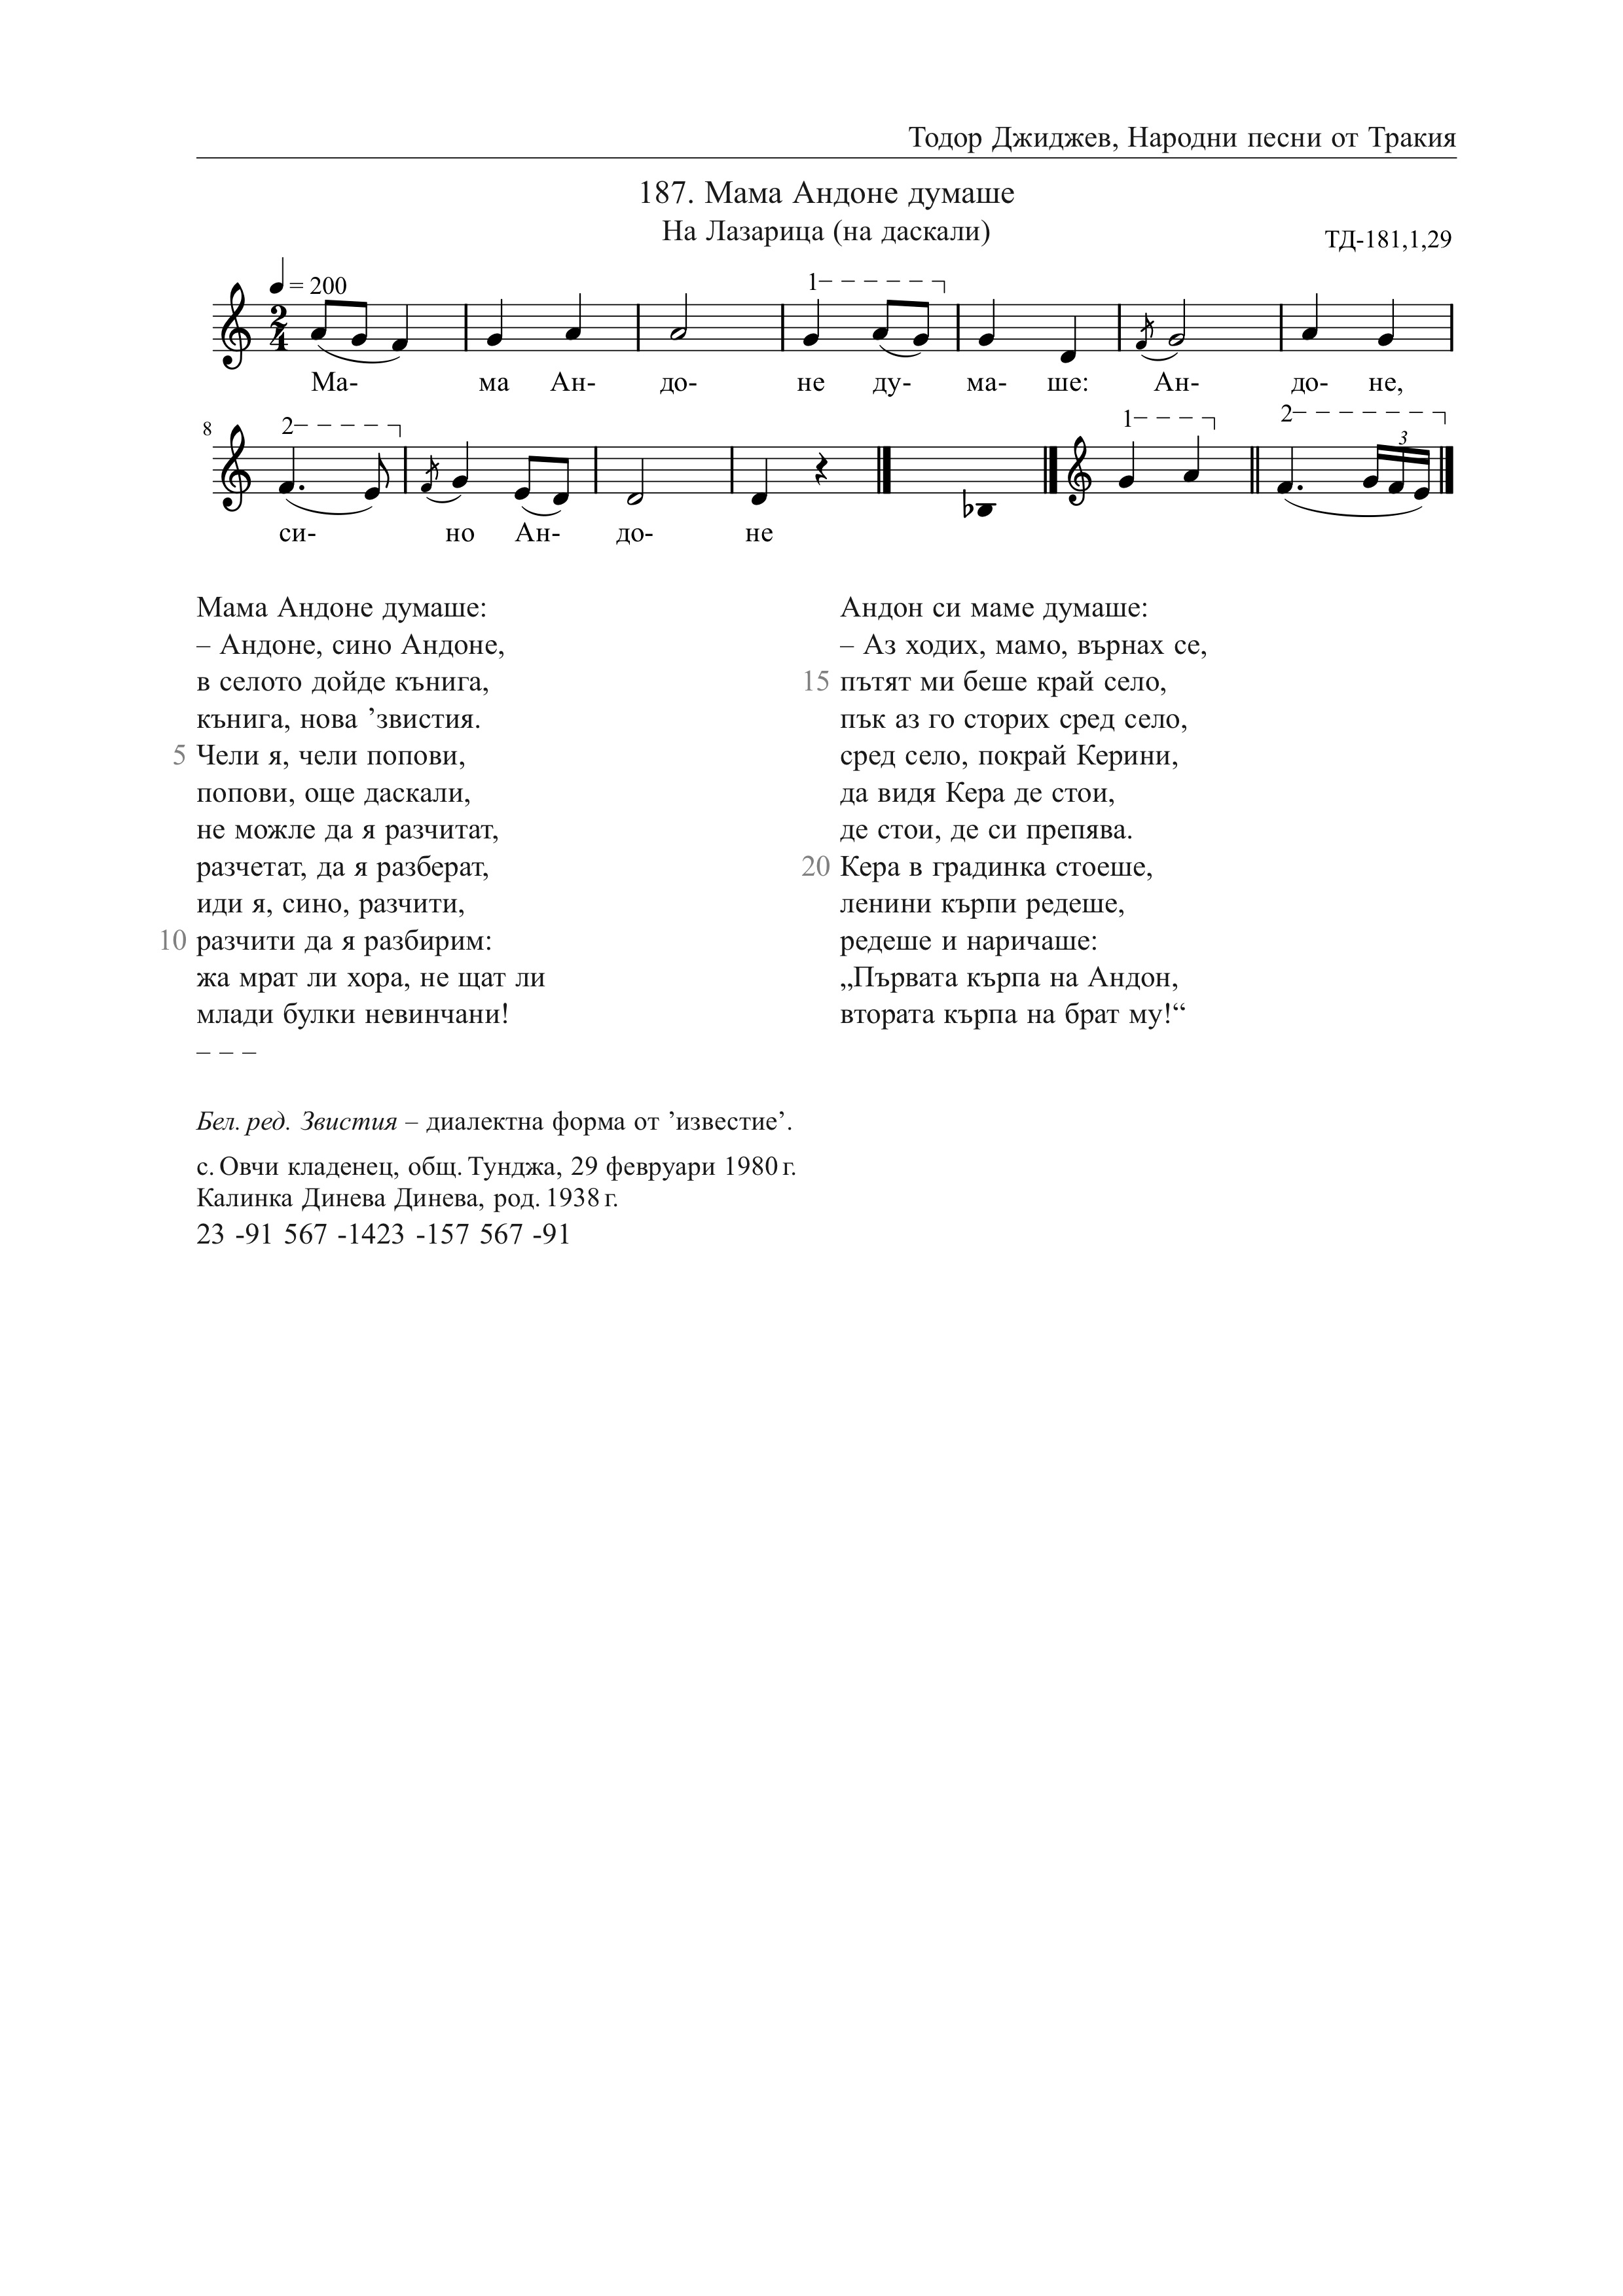 Тодор Джиджев, Народни песни от Тракия
187. Мама Андоне думаше
На Лазарица (на даскали)
ТД-181,1,29
= 200
1
Ма- ма Ан- до- не ду- ма- ше: Ан- до- не,
8
2
1
2
3
си- но Ан- до- не
Мама Андоне думаше:
– Андоне, сино Андоне,
в селото дойде кънига,
кънига, нова ’звистия.
5 Чели я, чели попови,
попови, още даскали,
не можле да я разчитат,
разчетат, да я разберат,
иди я, сино, разчити,
10 разчити да я разбирим:
жа мрат ли хора, не щат ли
млади булки невинчани!
– – –
Андон си маме думаше:
– Аз ходих, мамо, върнах се,
15 пътят ми беше край село,
пък аз го сторих сред село,
сред село, покрай Керини,
да видя Кера де стои,
де стои, де си препява.
20 Кера в градинка стоеше,
ленини кърпи редеше,
редеше и наричаше:
„Първата кърпа на Андон,
втората кърпа на брат му!“
Бел. ред. Звистия – диалектна форма от ’известие’.
с. Овчи кладенец, общ. Тунджа, 29 февруари 1980 г.
Калинка Динева Динева, род. 1938 г.
23 -91 567 -1423 -157 567 -91